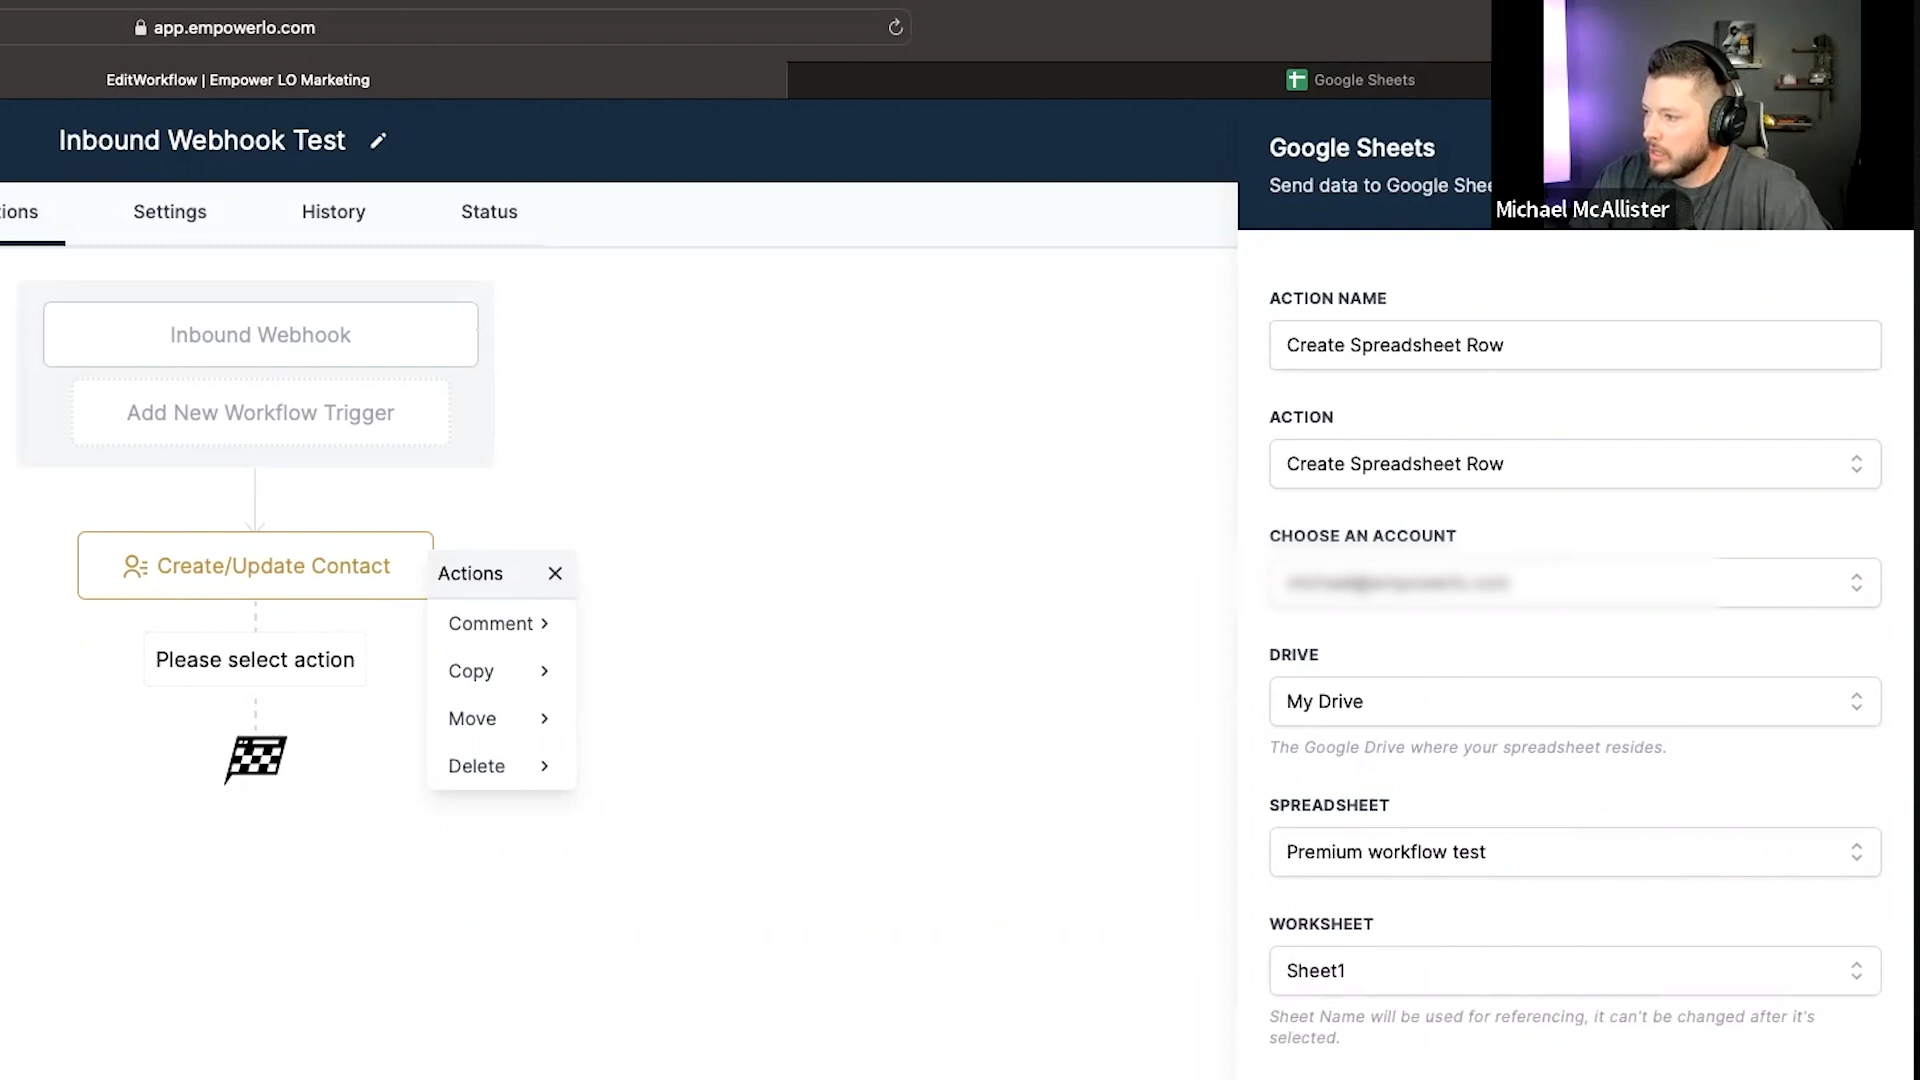 app.empowerlo.com
EditWorkflow | Empower LO Marketing
Google Sheets
Inbound Webhook Test
Google Sheets
Send data to Google Shee
Michael McAllister
ions
Settings
History
Status
Inbound Webhook
Add New Workflow Trigger
Create/Update Contact
Please select action
Actions
Comment
Copy
Move
Delete
ACTION NAME
Create Spreadsheet Row
ACTION
Create Spreadsheet Row
CHOOSE AN ACCOUNT
DRIVE
My Drive
The Google Drive where your spreadsheet resides.
SPREADSHEET
Premium workflow test
WORKSHEET
Sheet1
Sheet Name will be used for referencing, it can't be changed after it's
selected.